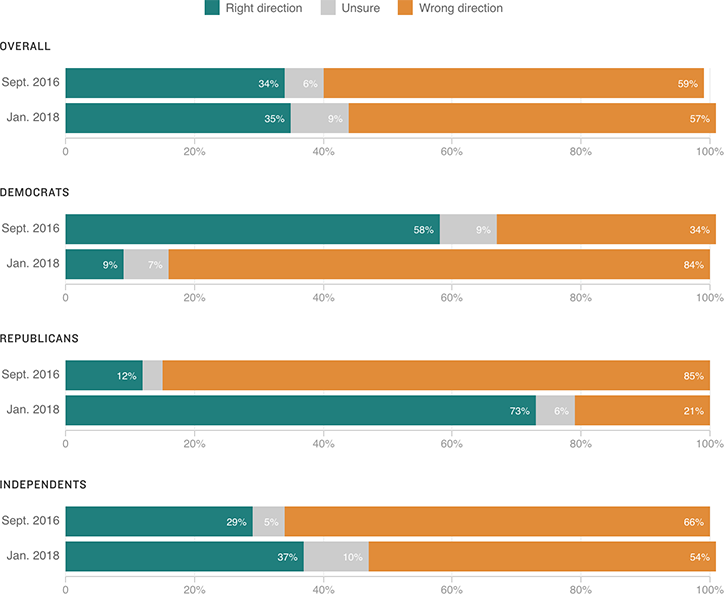 Right direction Unsure Wrong direction
OVERALL
Sept. 2016 34% 6% 59%
Jan. 2018 35% 9% 57%
0 20% 40% 60% 80% 100%
DEMOCRATS
Sept. 2016 58% 9% 34%
Jan. 2018 9% 7% 84%
0 20% 40% 60% 80% 100%
REPUBLICANS
Sept. 2016 12% 85%
Jan. 2018 73% 6% 21%
0 20% 40% 60% 80% 100%
INDEPENDENTS
Sept. 2016 29% 5% 66%
Jan. 2018 37% 10% 54%
0 20% 40% 60% 80% 100%